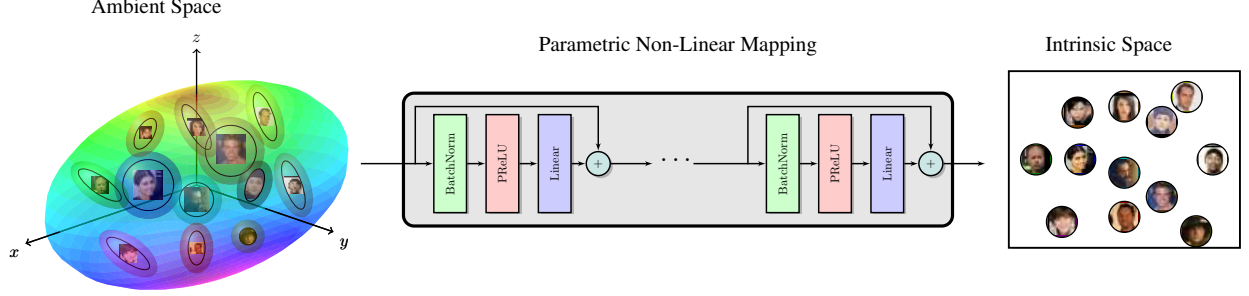 Ambient Space
Parametric Non-Linear Mapping
Intrinsic Space
z
x
y
BatchNorm
PReLU
Linear
+
· · ·
BatchNorm
PReLU
Linear
+